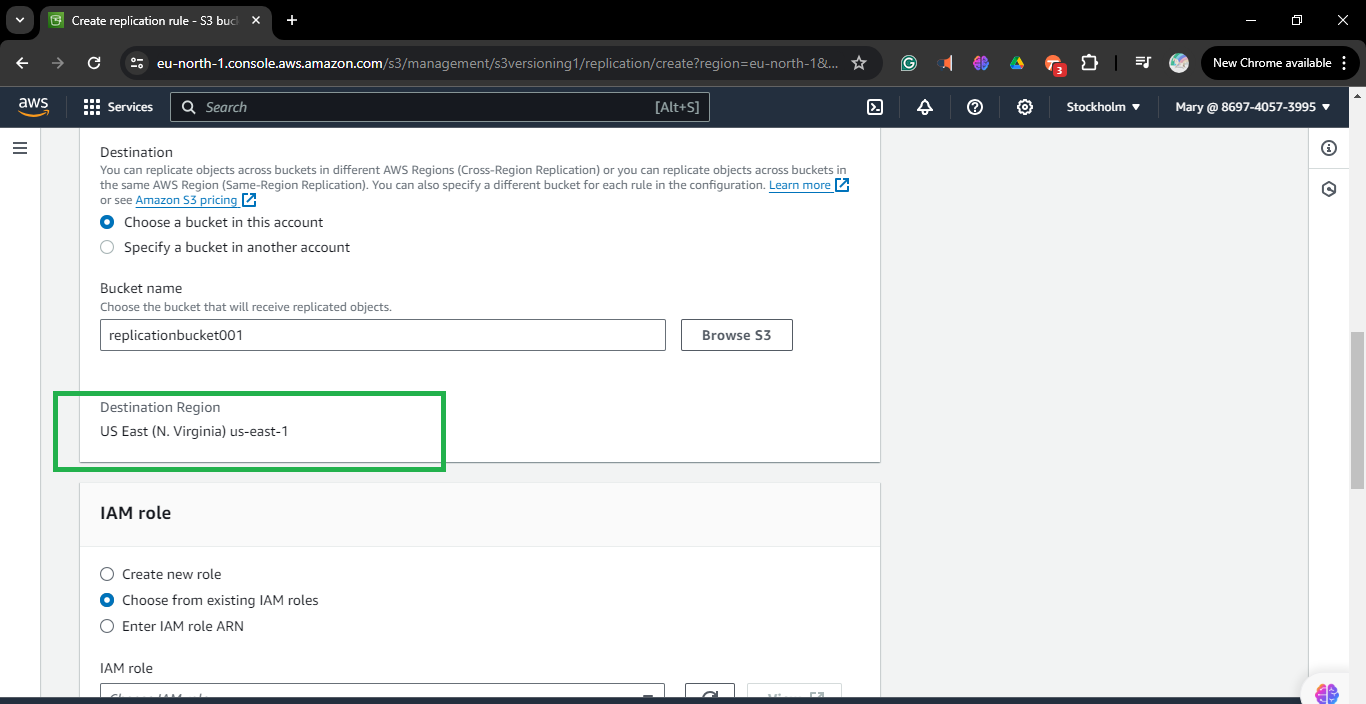 Create replication rule - S3 buc
eu-north-1.console.aws.amazon.com/s3/management/s3versioning1/replication/create?region=eu-north-1&...
3
New Chrome available
aws
Services
Search
[Alt+S]
Stockholm
Mary @ 8697-4057-3995
Destination
You can replicate objects across buckets in different AWS Regions (Cross-Region Replication) or you can replicate objects across buckets in
the same AWS Region (Same-Region Replication). You can also specify a different bucket for each rule in the configuration. Learn more
or see Amazon S3 pricing
Choose a bucket in this account
Specify a bucket in another account
Bucket name
Choose the bucket that will receive replicated objects.
replicationbucket001
Browse S3
Destination Region
US East (N. Virginia) us-east-1
IAM role
Create new role
Choose from existing IAM roles
Enter IAM role ARN
IAM role
Choose IAM role
View